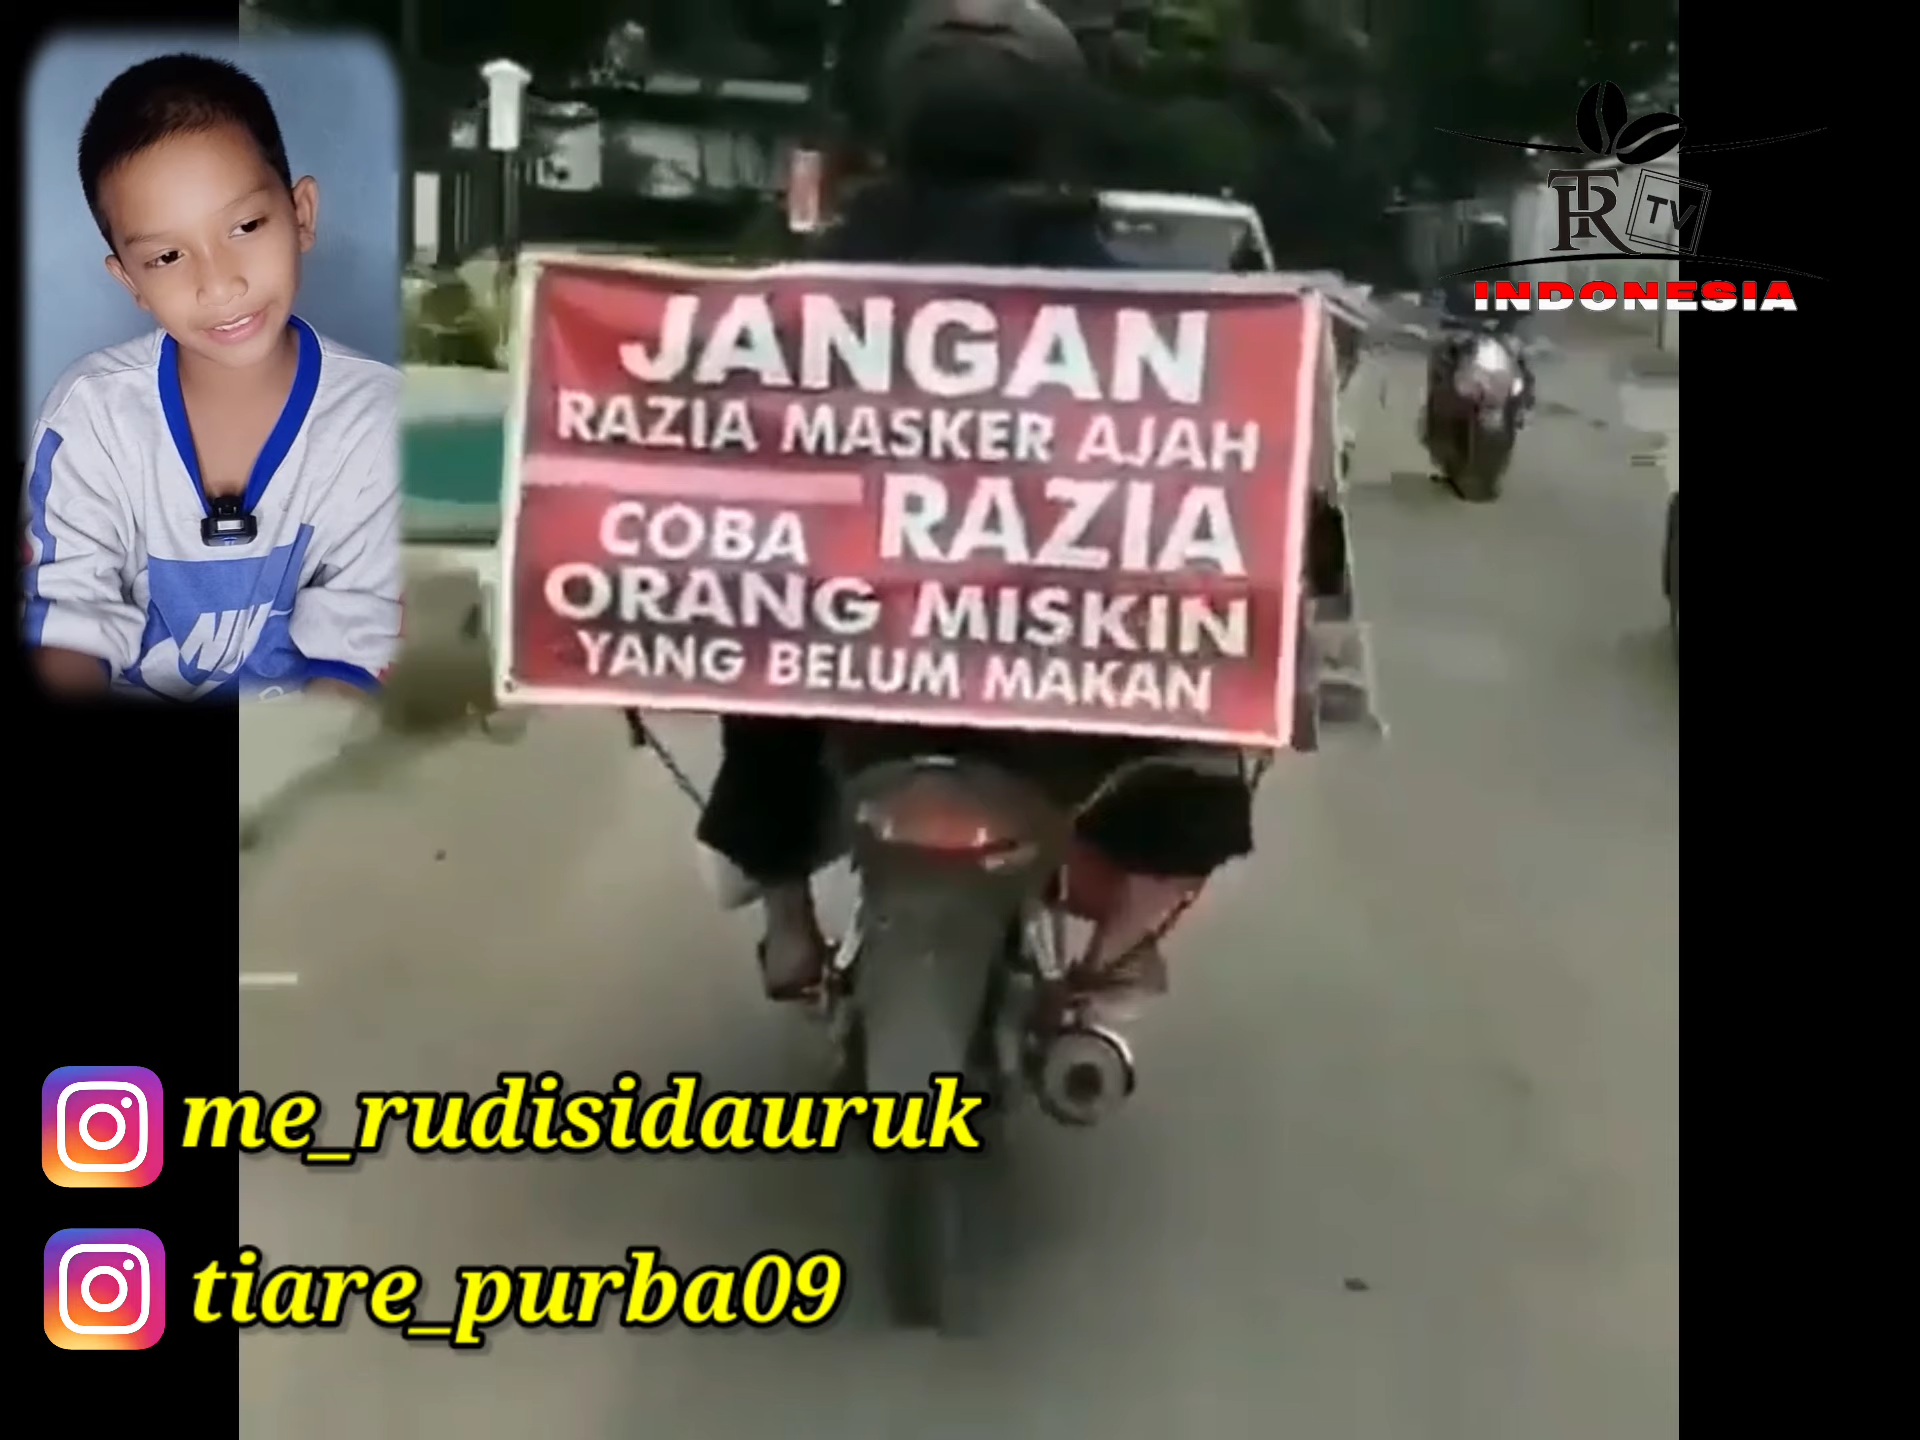 JANGAN
RAZIA MASKER AJAH
COBA RAZIA
ORANG MISKIN
YANG BELUM MAKAN
TR TV
INDONESIA
me_rudisidauruk
tiare_purba09